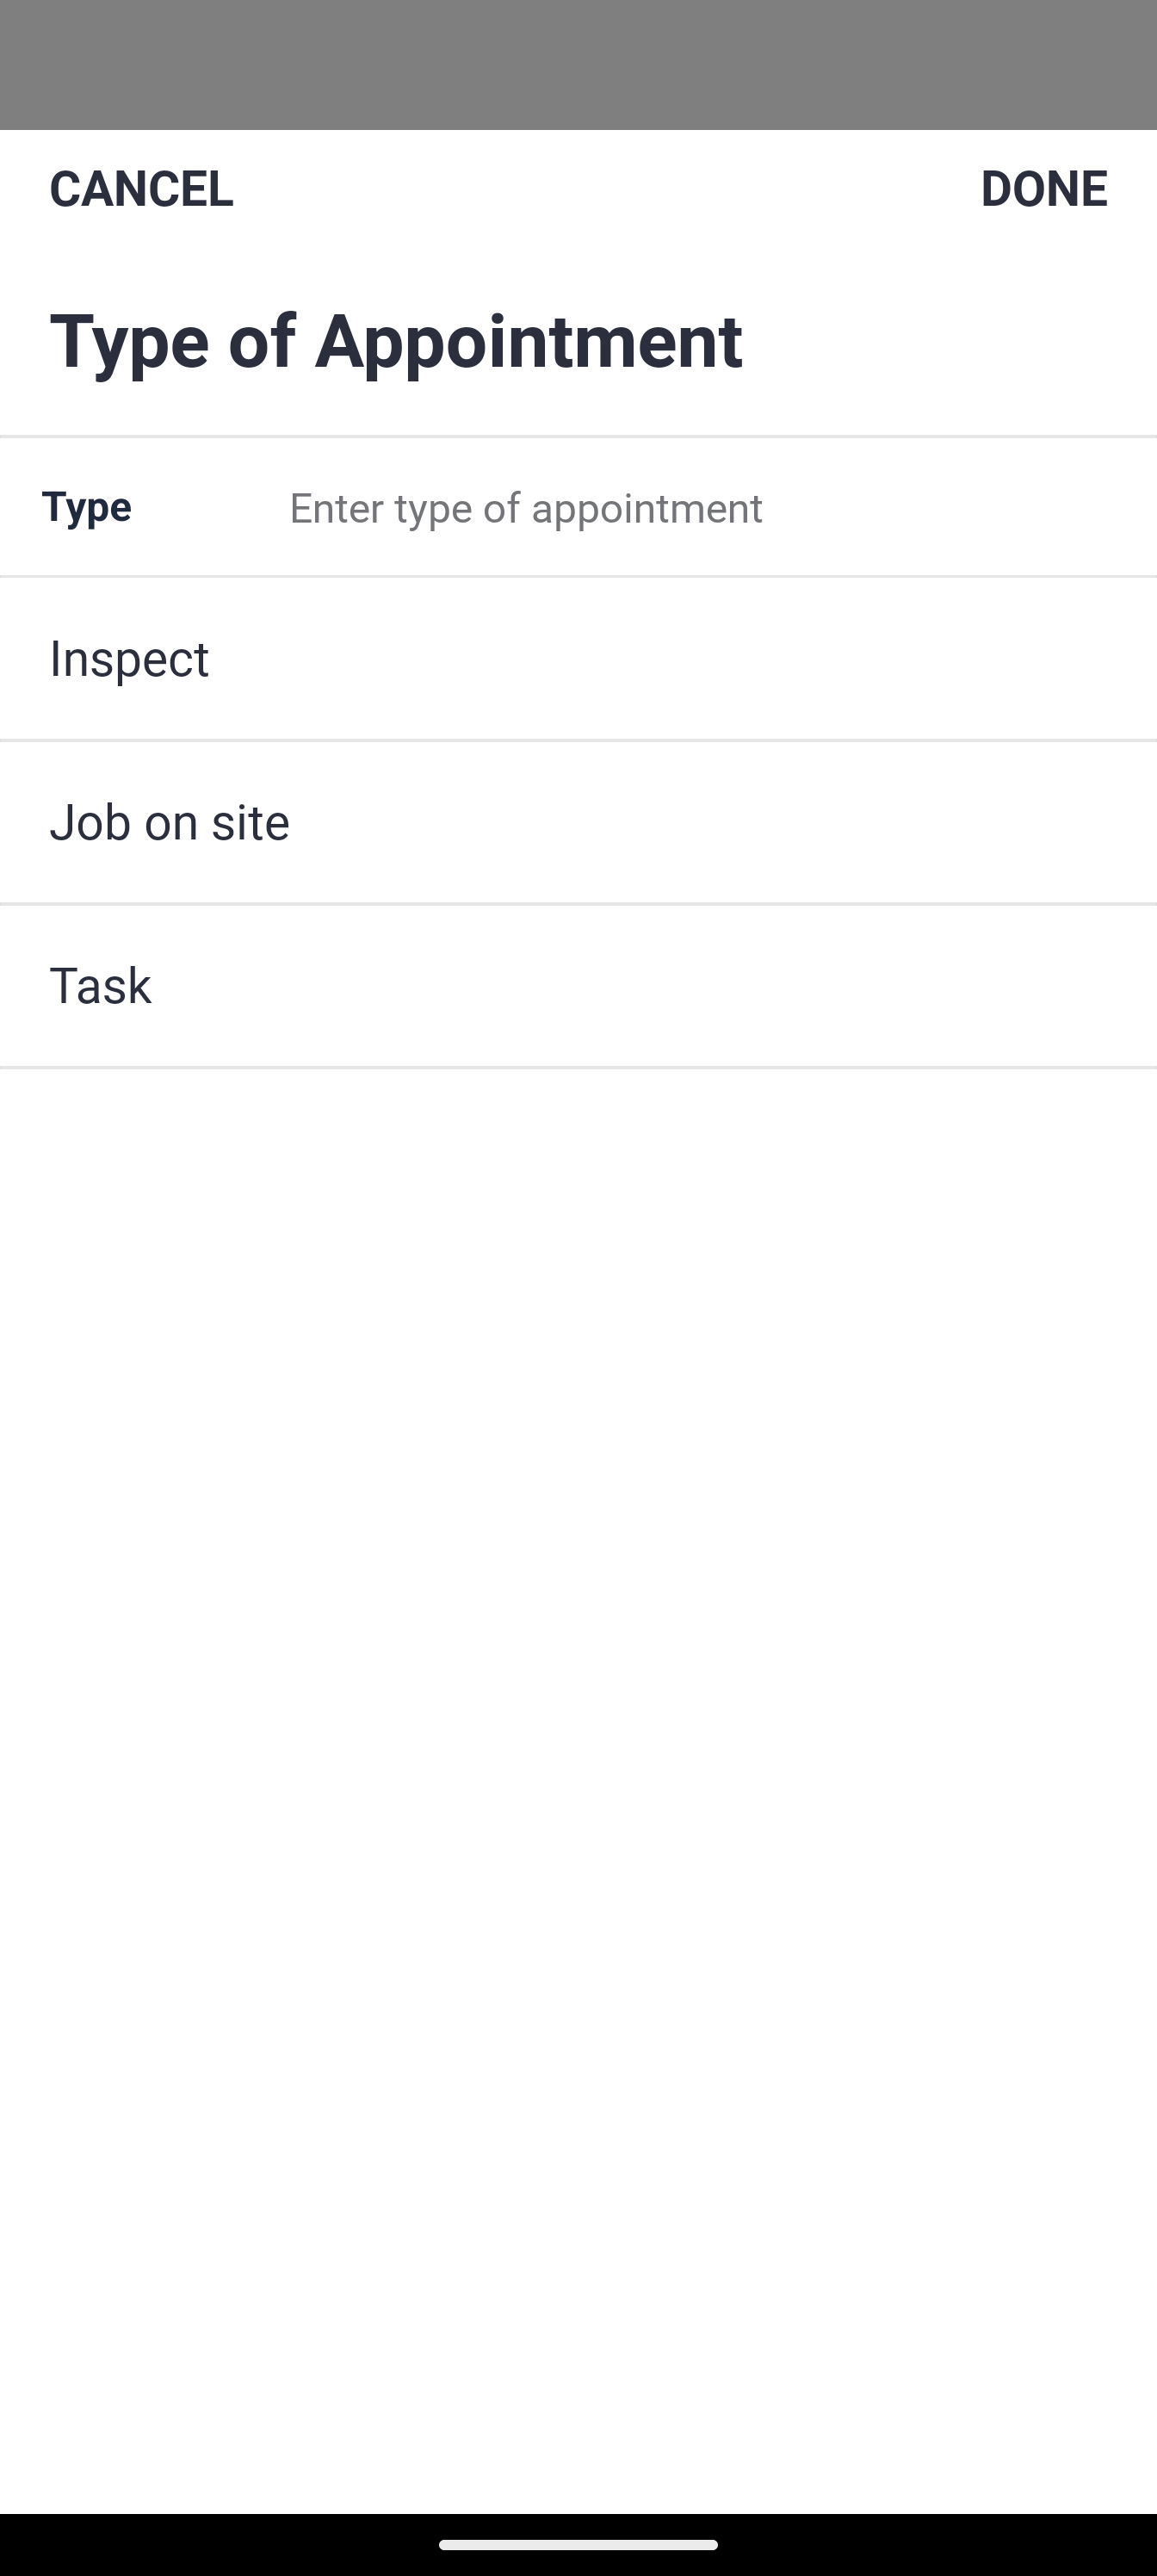 CANCEL DONE
Type of Appointment
Type Enter type of appointment
Inspect
Job on site
Task